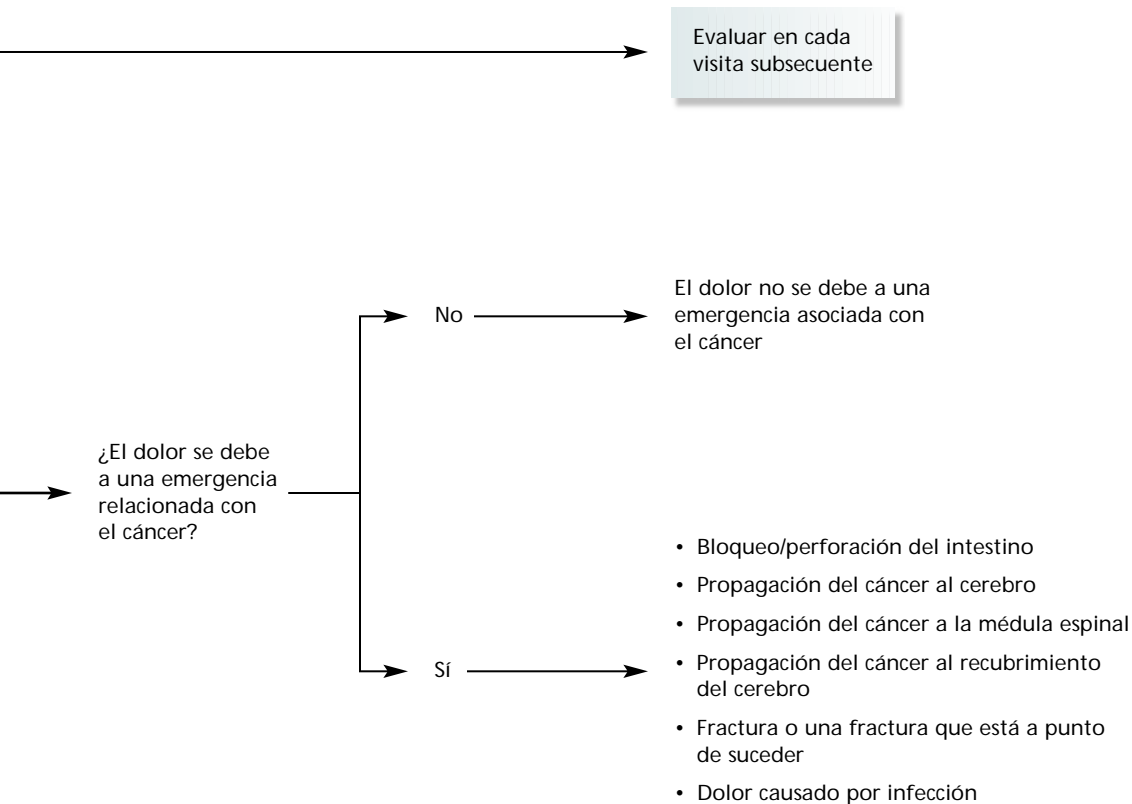 Evaluar en cada
visita subsecuente
No
El dolor no se debe a una
emergencia asociada con
el cáncer
¿El dolor se debe
a una emergencia
relacionada con
el cáncer?
Sí
• Bloqueo/perforación del intestino
• Propagación del cáncer al cerebro
• Propagación del cáncer a la médula espinal
• Propagación del cáncer al recubrimiento
del cerebro
• Fractura o una fractura que está a punto
de suceder
• Dolor causado por infección